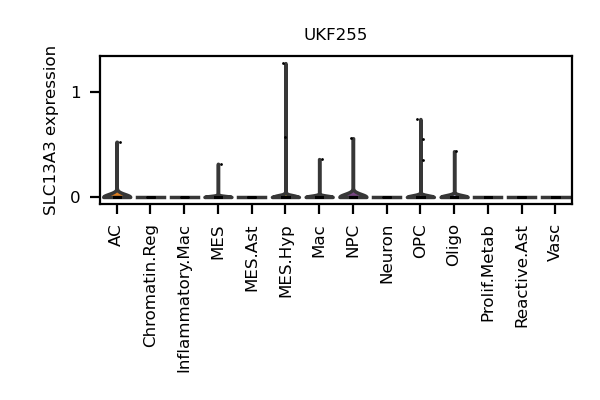 UKF255
SLC13A3 expression
1
0
AC
Chromatin.Reg
Inflammatory.Mac
MES
MES.Ast
MES.Hyp
Mac
NPC
Neuron
OPC
Oligo
Prolif.Metab
Reactive.Ast
Vasc